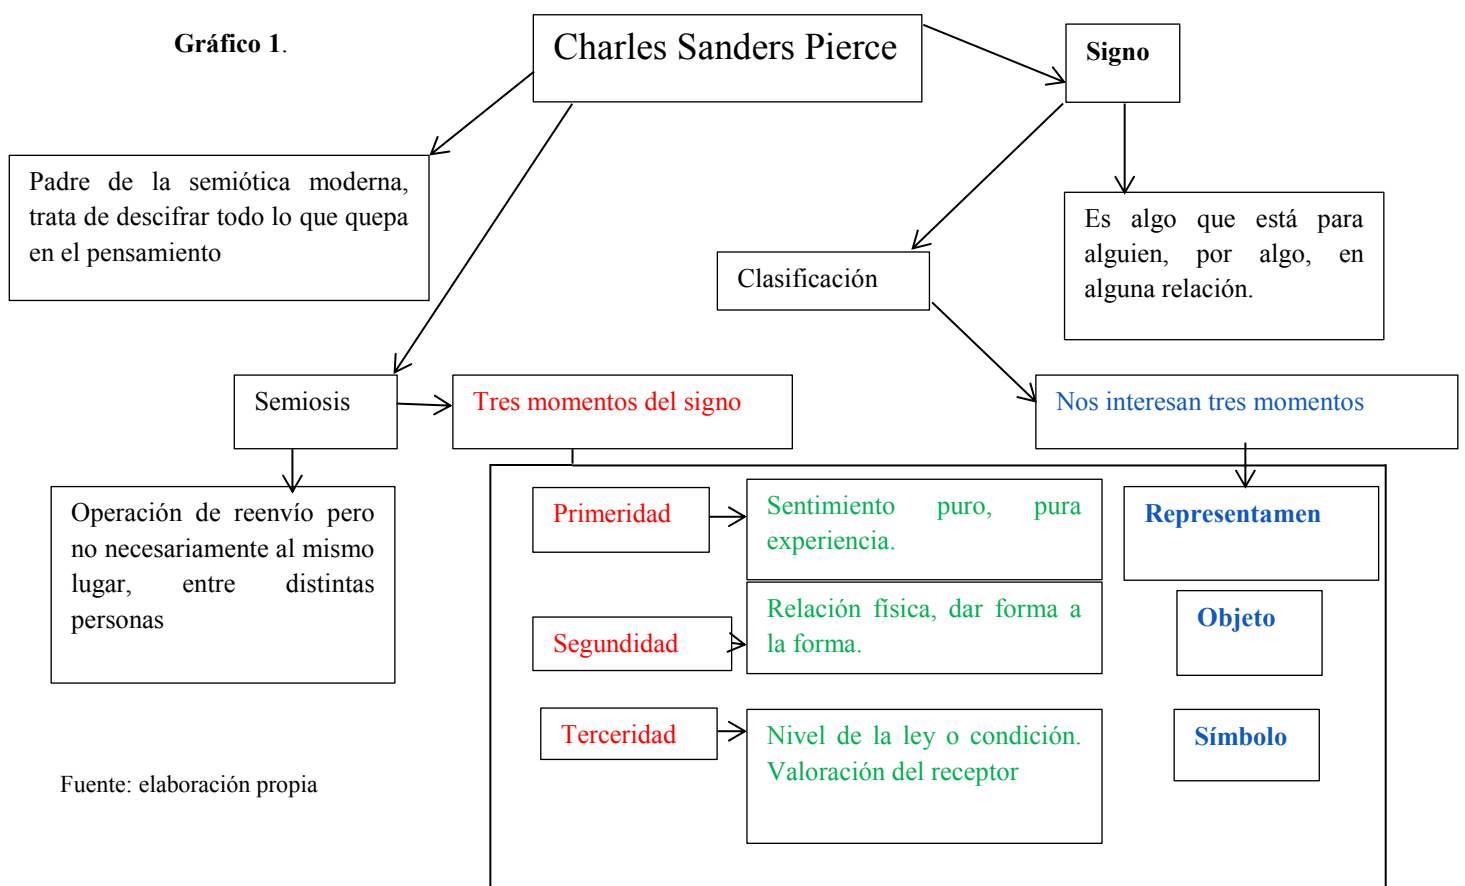 Gráfico 1.
Charles Sanders Pierce
Signo
Padre de la semiótica moderna,
trata de descifrar todo lo que quepa
en el pensamiento
Es algo que está para
alguien, por algo, en
alguna relación.
Clasificación
Semiosis
Tres momentos del signo
Nos interesan tres momentos
Operación de reenvío pero
no necesariamente al mismo
lugar, entre distintas
personas
Primeridad
Sentimiento puro, pura
experiencia.
Representamen
Segundidad
Relación física, dar forma a
la forma.
Objeto
Terceridad
Nivel de la ley o condición.
Valoración del receptor
Símbolo
Fuente: elaboración propia